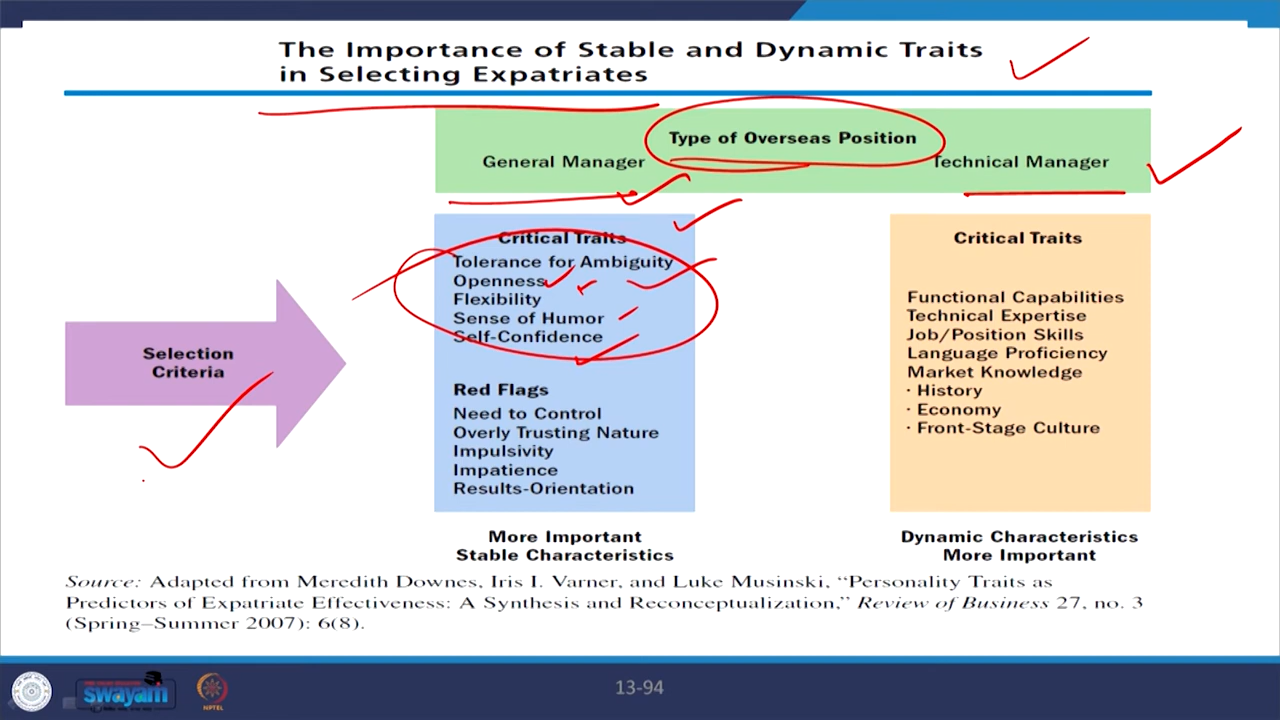 The Importance of Stable and Dynamic Traits
in Selecting Expatriates
Type of Overseas Position
General Manager
Technical Manager
Selection
Criteria
Critical Traits
Tolerance for Ambiguity
Openness
Flexibility
Sense of Humor
Self-Confidence
Red Flags
Need to Control
Overly Trusting Nature
Impulsivity
Impatience
Results-Orientation
More Important
Stable Characteristics
Critical Traits
Functional Capabilities
Technical Expertise
Job/Position Skills
Language Proficiency
Market Knowledge
· History
· Economy
· Front-Stage Culture
Dynamic Characteristics
More Important
Source: Adapted from Meredith Downes, Iris I. Varner, and Luke Musinski, “Personality Traits as
Predictors of Expatriate Effectiveness: A Synthesis and Reconceptualization,” Review of Business 27, no. 3
(Spring–Summer 2007): 6(8).
swayam
NPTEL
13-94